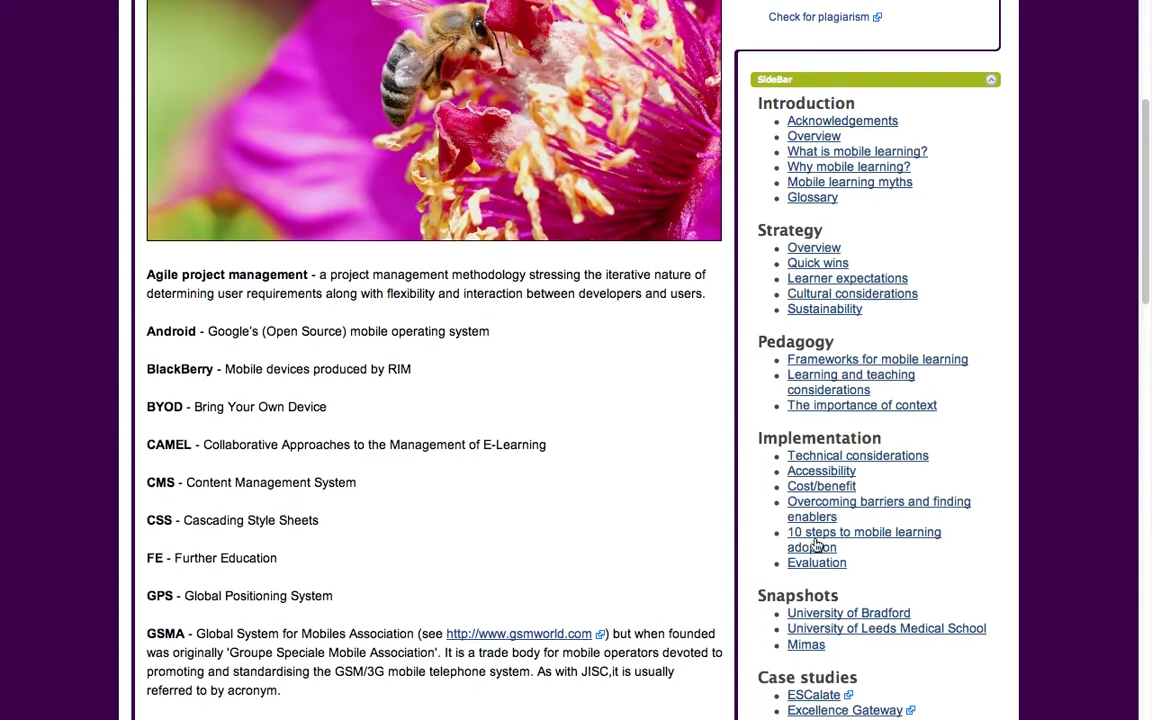 Check for plagiarism
SideBar
Introduction
Acknowledgements
Overview
What is mobile learning?
Why mobile learning?
Mobile learning myths
Glossary
Strategy
Overview
Quick wins
Learner expectations
Cultural considerations
Sustainability
Pedagogy
Frameworks for mobile learning
Learning and teaching
considerations
The importance of context
Implementation
Technical considerations
Accessibility
Cost/benefit
Overcoming barriers and finding
enablers
10 steps to mobile learning
adoption
Evaluation
Snapshots
University of Bradford
University of Leeds Medical School
Mimas
Case studies
ESCalate
Excellence Gateway
Agile project management - a project management methodology stressing the iterative nature of
determining user requirements along with flexibility and interaction between developers and users.
Android - Google's (Open Source) mobile operating system
BlackBerry - Mobile devices produced by RIM
BYOD - Bring Your Own Device
CAMEL - Collaborative Approaches to the Management of E-Learning
CMS - Content Management System
CSS - Cascading Style Sheets
FE - Further Education
GPS - Global Positioning System
GSMA - Global System for Mobiles Association (see http://www.gsmworld.com) but when founded
was originally 'Groupe Speciale Mobile Association'. It is a trade body for mobile operators devoted to
promoting and standardising the GSM/3G mobile telephone system. As with JISC,it is usually
referred to by acronym.